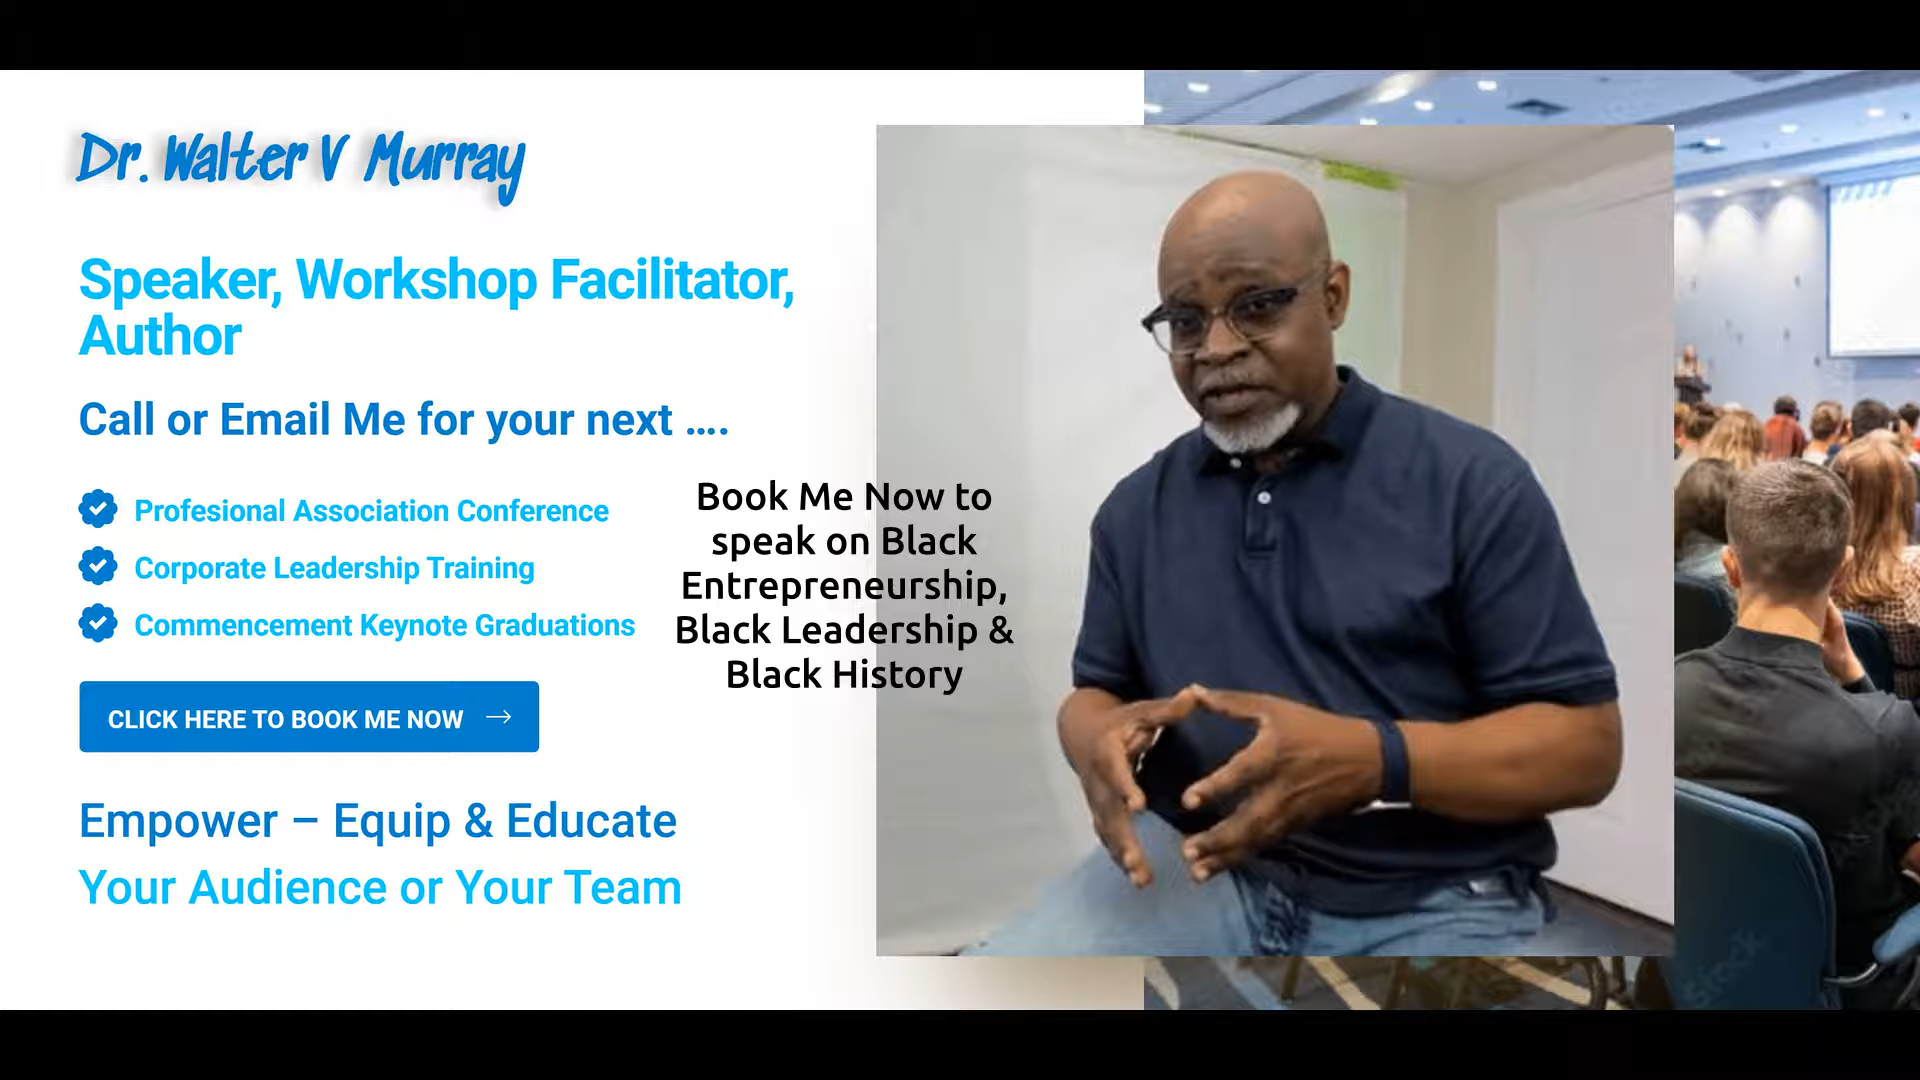 Dr. Walter V Murray
Speaker, Workshop Facilitator,
Author
Call or Email Me for your next ....
Profesional Association Conference
Corporate Leadership Training
Commencement Keynote Graduations
CLICK HERE TO BOOK ME NOW
Empower – Equip & Educate
Your Audience or Your Team
Book Me Now to
speak on Black
Entrepreneurship,
Black Leadership &
Black History